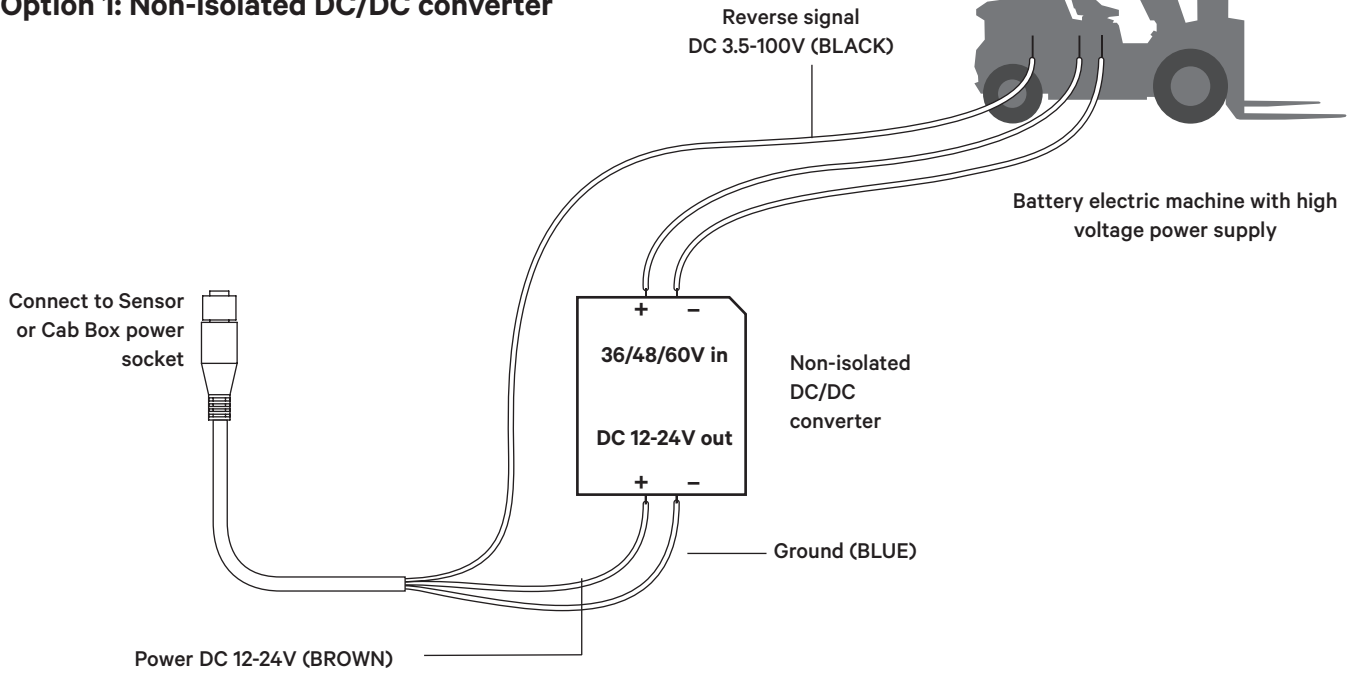 Option 1: Non-isolated DC/DC converter
Reverse signal
DC 3.5-100V (BLACK)
Battery electric machine with high
voltage power supply
Connect to Sensor
or Cab Box power
socket
+ −
36/48/60V in
Non-isolated
DC/DC
converter
DC 12-24V out
+ −
Ground (BLUE)
Power DC 12-24V (BROWN)